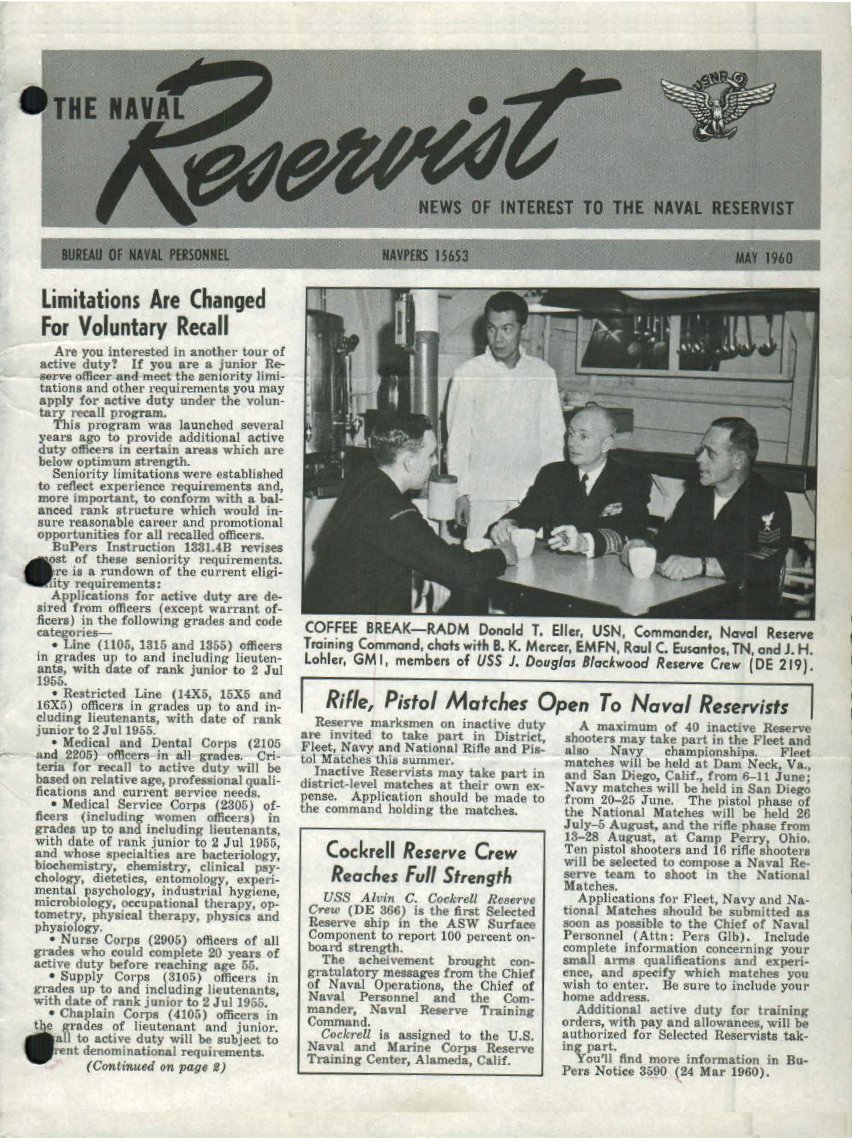 THE NAVAL
Reservist
USNR
NEWS OF INTEREST TO THE NAVAL RESERVIST
BUREAU OF NAVAL PERSONNEL
NAVPERS 15653
MAY 1960
Limitations Are Changed
For Voluntary Recall
Are you interested in another tour of
active duty? If you are a junior Re-
serve officer and meet the seniority limi-
tations and other requirements you may
apply for active duty under the volun-
tary recall program.
This program was launched several
years ago to provide additional active
duty officers in certain areas which are
below optimum strength.
Seniority limitations were established
to reflect experience requirements and,
more important, to conform with a bal-
anced rank structure which would in-
sure reasonable career and promotional
opportunities for all recalled officers.
BuPers Instruction 1331.4B revises
most of these seniority requirements.
re is a rundown of the current eligi-
ity requirements:
Applications for active duty are de-
sired from officers (except warrant of-
ficers) in the following grades and code
categories—
• Line (1105, 1315 and 1355) officers
in grades up to and including lieuten-
ants, with date of rank junior to 2 Jul
1955.
• Restricted Line (14X5, 15X5 and
16X5) officers in grades up to and in-
cluding lieutenants, with date of rank
junior to 2 Jul 1955.
• Medical and Dental Corps (2105
and 2205) officers in all grades. Cri-
teria for recall to active duty will be
based on relative age, professional quali-
fications and current service needs.
• Medical Service Corps (2305) of-
ficers (including women officers) in
grades up to and including lieutenants,
with date of rank junior to 2 Jul 1955,
and whose specialties are bacteriology,
biochemistry, chemistry, clinical psy-
chology, dietetics, entomology, experi-
mental psychology, industrial hygiene,
microbiology, occupational therapy, op-
tometry, physical therapy, physics and
physiology.
• Nurse Corps (2905) officers of all
grades who could complete 20 years of
active duty before reaching age 55.
• Supply Corps (3105) officers in
grades up to and including lieutenants,
with date of rank junior to 2 Jul 1955.
• Chaplain Corps (4105) officers in
the grades of lieutenant and junior.
all to active duty will be subject to
rent denominational requirements.
(Continued on page 2)
COFFEE BREAK—RADM Donald T. Eller, USN, Commander, Naval Reserve
Training Command, chats with B. K. Mercer, EMFN, Raul C. Eusantos, TN, and J. H.
Lohler, GM1, members of USS J. Douglas Blackwood Reserve Crew (DE 219).
Rifle, Pistol Matches Open To Naval Reservists
Reserve marksmen on inactive duty
are invited to take part in District,
Fleet, Navy and National Rifle and Pis-
tol Matches this summer.
Inactive Reservists may take part in
district-level matches at their own ex-
pense. Application should be made to
the command holding the matches.
Cockrell Reserve Crew
Reaches Full Strength
USS Alvin C. Cockrell Reserve
Crew (DE 366) is the first Selected
Reserve ship in the ASW Surface
Component to report 100 percent on-
board strength.
The acheivement brought con-
gratulatory messages from the Chief
of Naval Operations, the Chief of
Naval Personnel and the Com-
mander, Naval Reserve Training
Command.
Cockrell is assigned to the U.S.
Naval and Marine Corps Reserve
Training Center, Alameda, Calif.
A maximum of 40 inactive Reserve
shooters may take part in the Fleet and
also Navy championships. Fleet
matches will be held at Dam Neck, Va.,
and San Diego, Calif., from 6-11 June;
Navy matches will be held in San Diego
from 20-25 June. The pistol phase of
the National Matches will be held 26
July-5 August, and the rifle phase from
13-28 August, at Camp Perry, Ohio.
Ten pistol shooters and 16 rifle shooters
will be selected to compose a Naval Re-
serve team to shoot in the National
Matches.
Applications for Fleet, Navy and Na-
tional Matches should be submitted as
soon as possible to the Chief of Naval
Personnel (Attn: Pers G1b). Include
complete information concerning your
small arms qualifications and experi-
ence, and specify which matches you
wish to enter. Be sure to include your
home address.
Additional active duty for training
orders, with pay and allowances, will be
authorized for Selected Reservists tak-
ing part.
You'll find more information in Bu-
Pers Notice 3590 (24 Mar 1960).